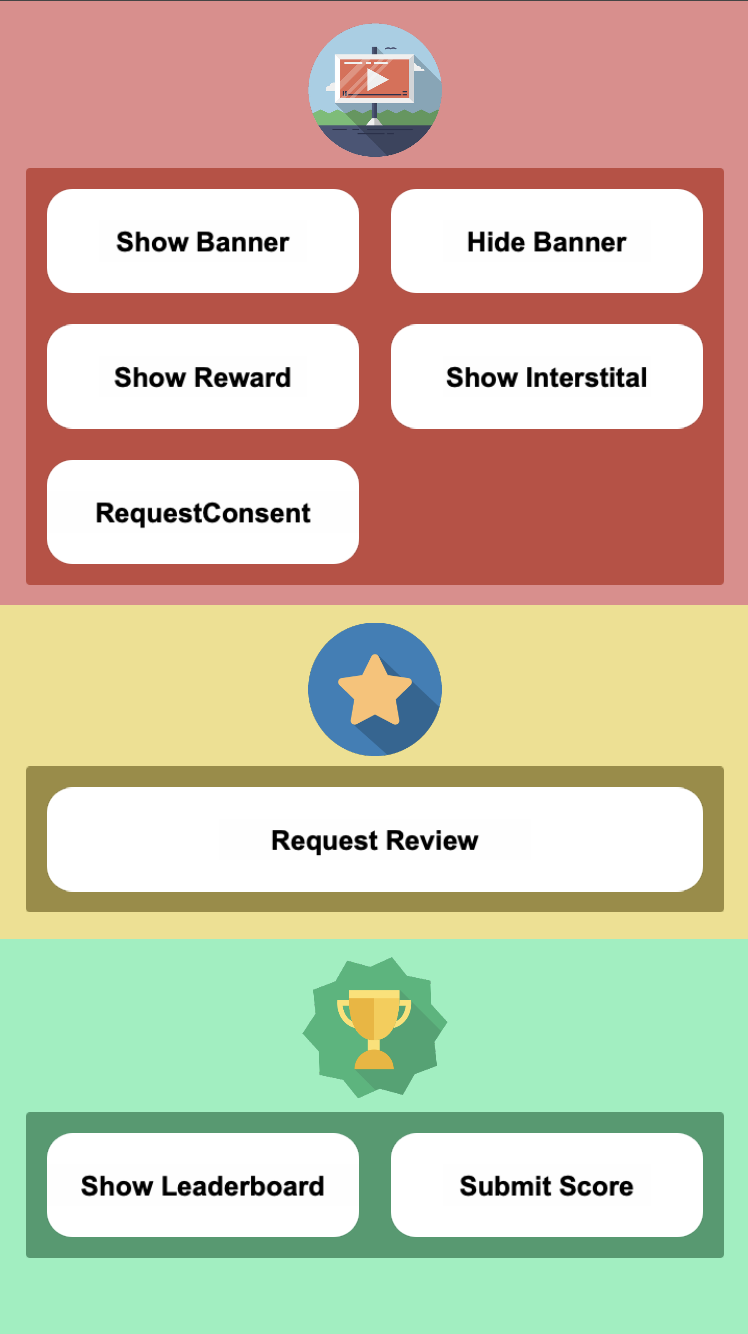 Show Banner
Hide Banner
Show Reward
Show Interstital
RequestConsent
Request Review
Show Leaderboard
Submit Score